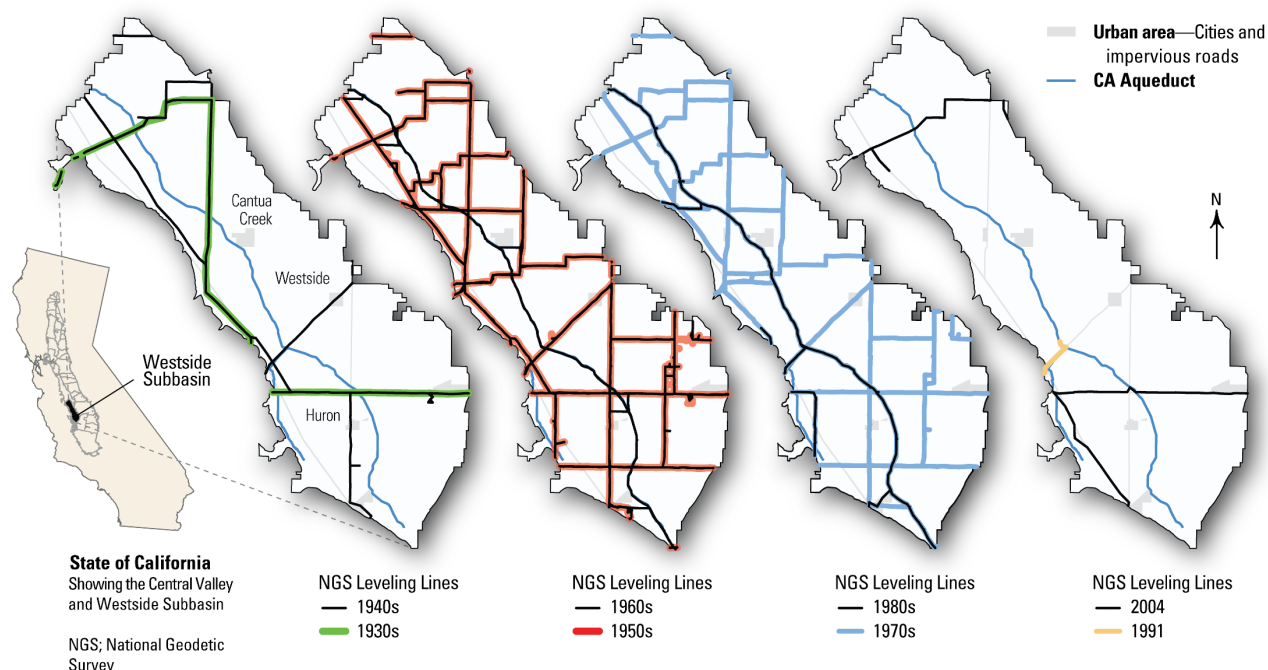 Urban area—Cities and
impervious roads
CA Aqueduct
N
Cantua
Creek
Westside
Huron
Westside
Subbasin
State of California
Showing the Central Valley
and Westside Subbasin
NGS; National Geodetic
Survey
NGS Leveling Lines
1940s
1930s
NGS Leveling Lines
1960s
1950s
NGS Leveling Lines
1980s
1970s
NGS Leveling Lines
2004
1991